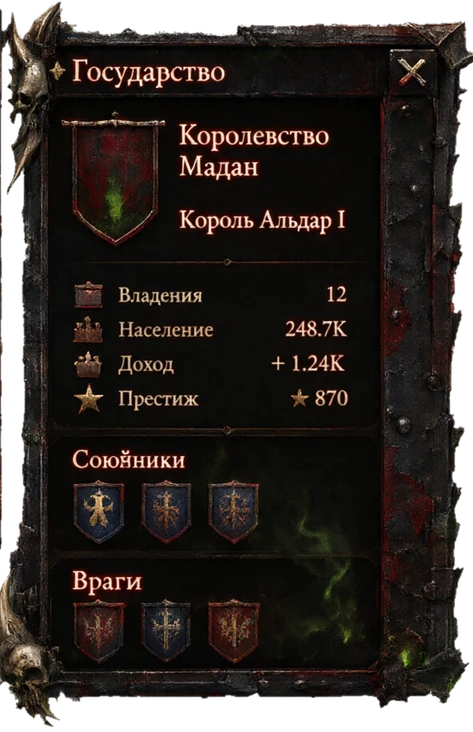 Государство
Королевство
Мадан
Король Альдар I
Владения 12
Население 248.7K
Доход + 1.24K
Престиж 870
Союйники
Враги